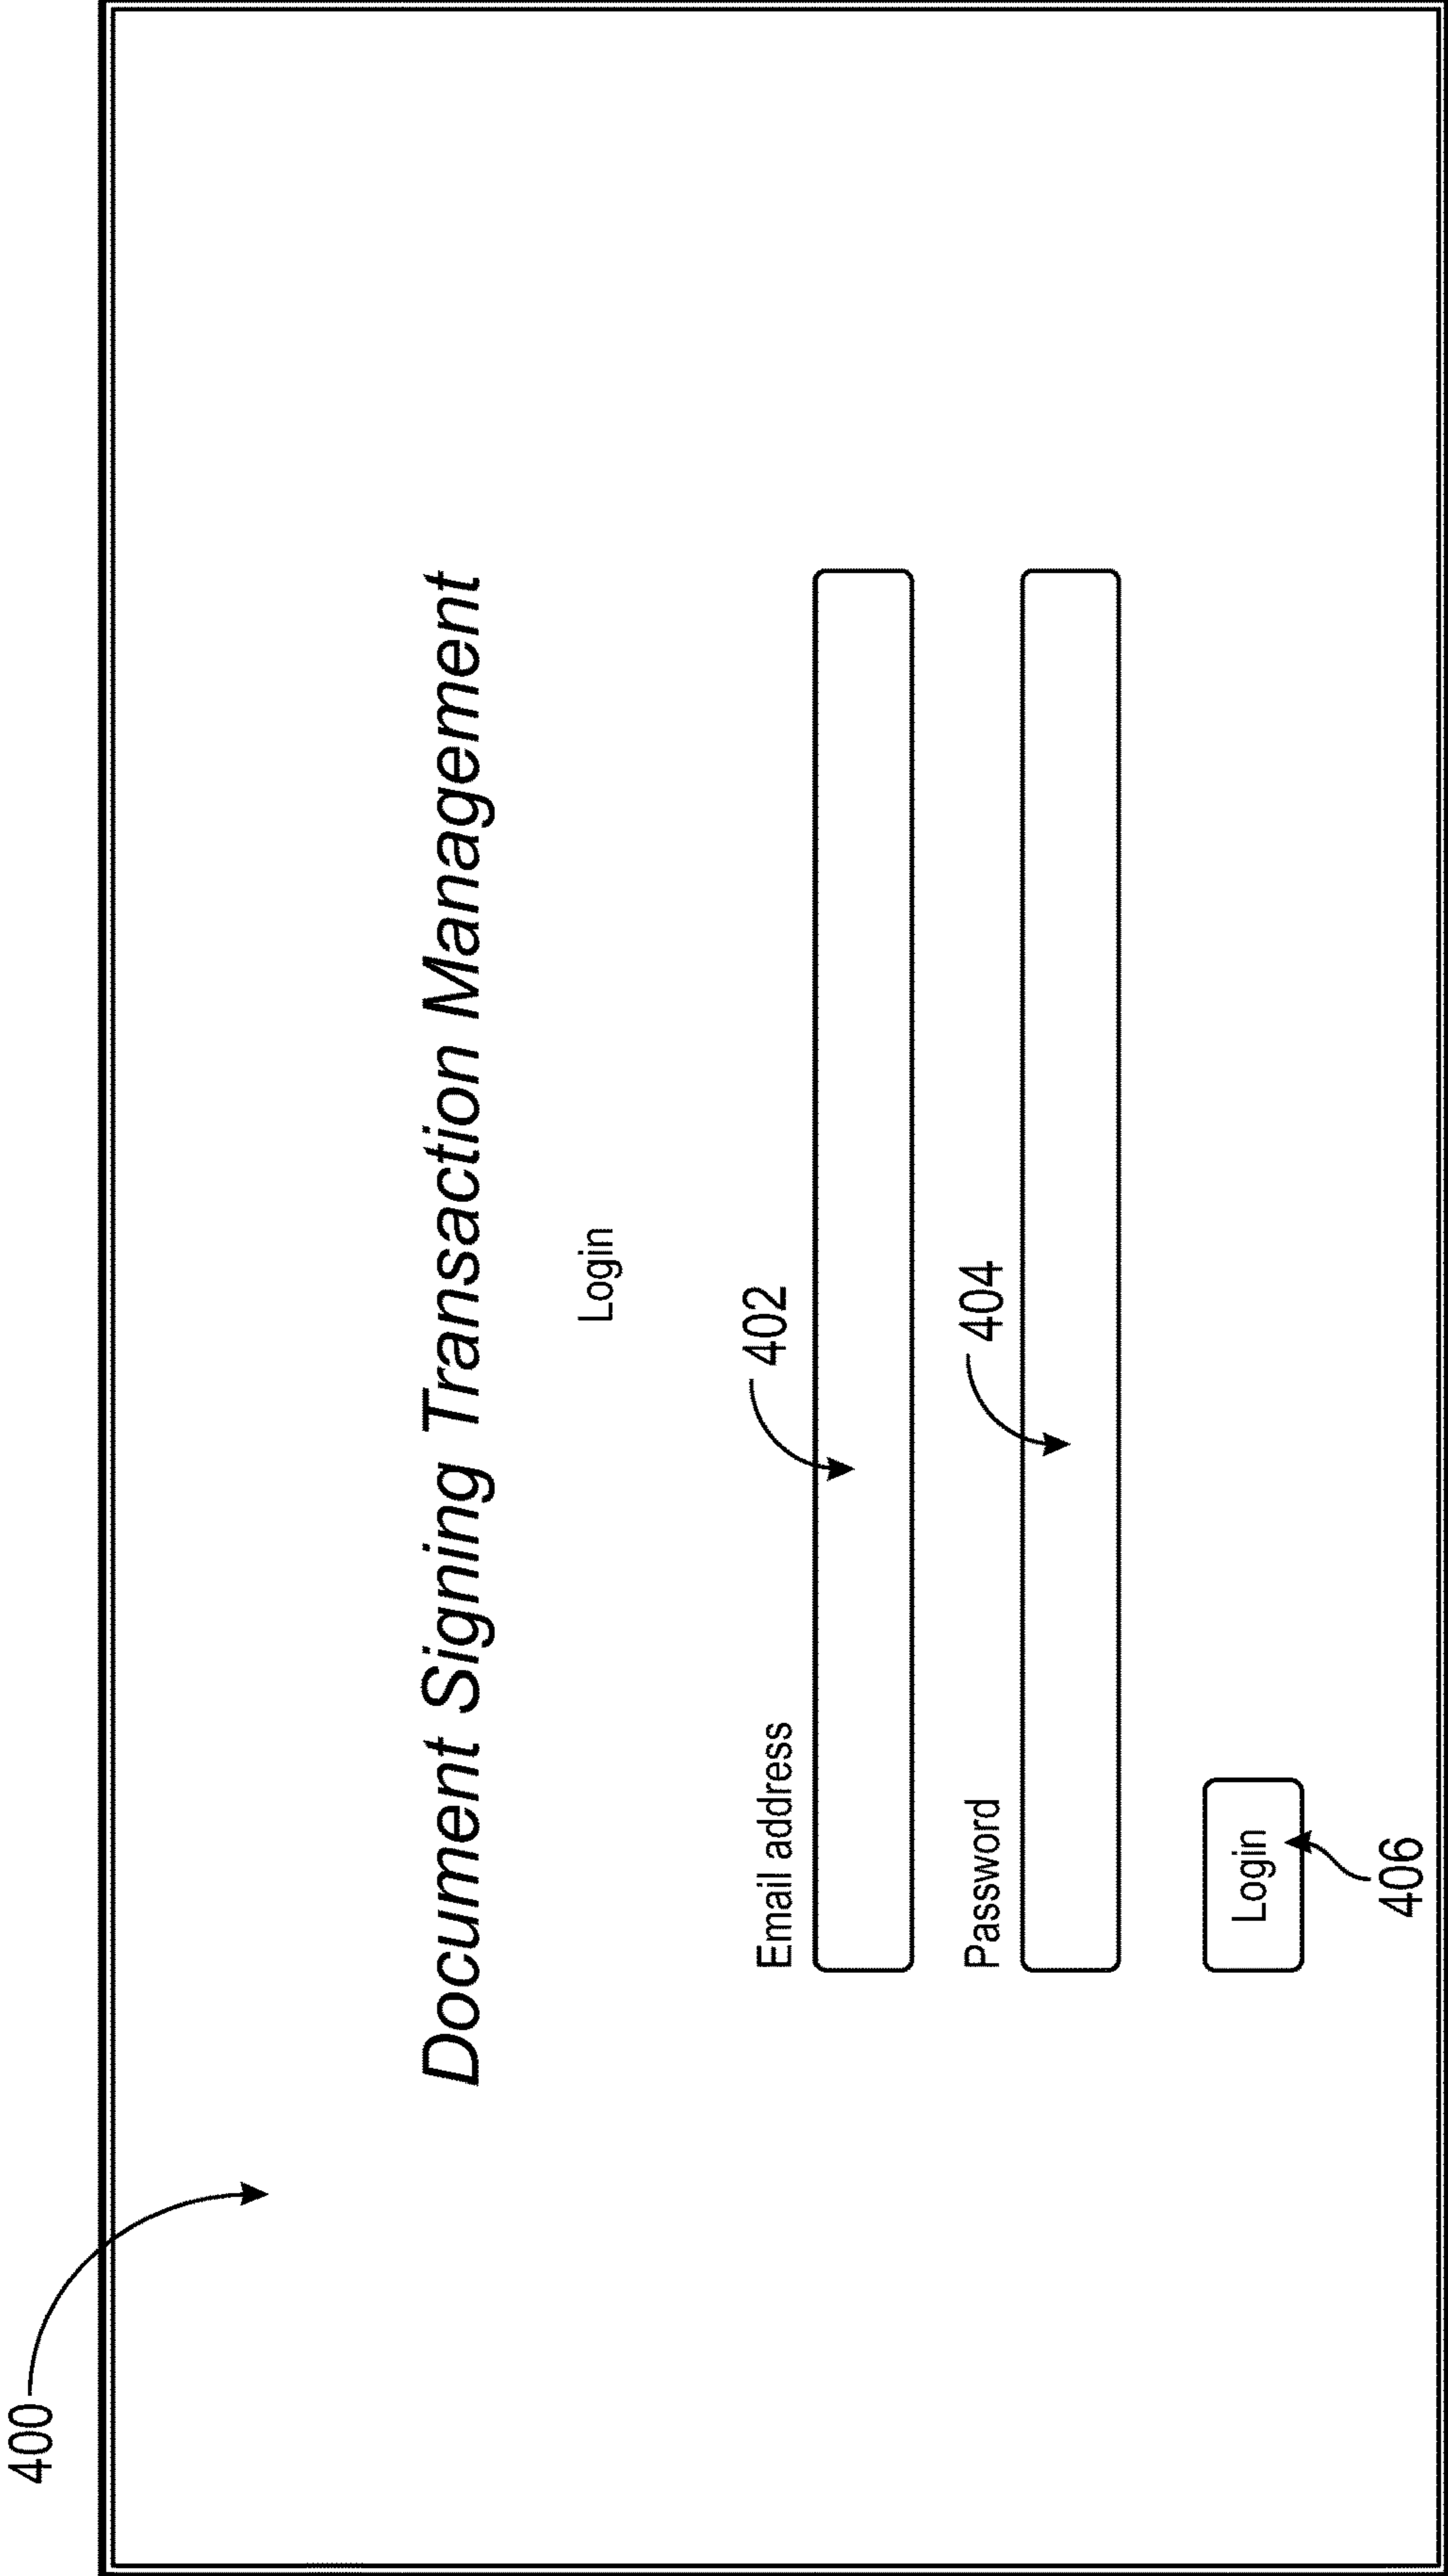 400
Document Signing Transaction Management
Login
402
Email address
404
Password
Login
406